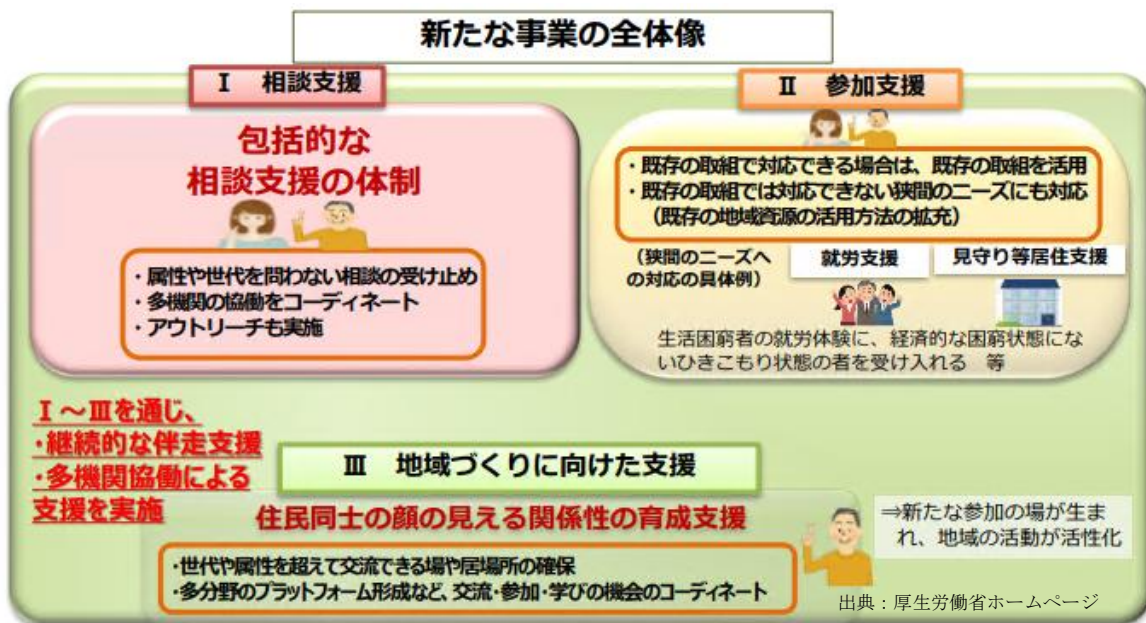 新たな事業の全体像
Ⅰ 相談支援
包括的な
相談支援の体制
・属性や世代を問わない相談の受け止め
・多機関の協働をコーディネート
・アウトリーチも実施
Ⅱ 参加支援
・既存の取組で対応できる場合は、既存の取組を活用
・既存の取組では対応できない狭間のニーズにも対応
（既存の地域資源の活用方法の拡充）
（狭間のニーズへ
の対応の具体例）
就労支援
見守り等居住支援
生活困窮者の就労体験に、経済的な困窮状態にな
いひきこもり状態の者を受け入れる 等
Ⅰ～Ⅲを通じ、
・継続的な伴走支援
・多機関協働による
支援を実施
Ⅲ 地域づくりに向けた支援
住民同士の顔の見える関係性の育成支援
・世代や属性を超えて交流できる場や居場所の確保
・多分野のプラットフォーム形成など、交流・参加・学びの機会のコーディネート
⇒新たな参加の場が生ま
れ、地域の活動が活性化
出典：厚生労働省ホームページ